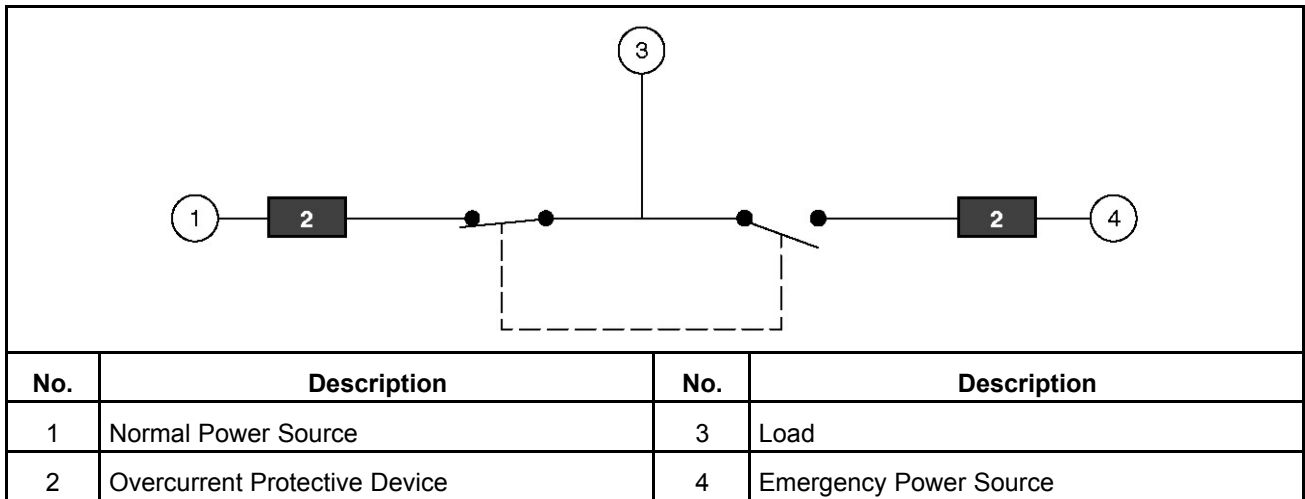 3
1 2 2 4
No. Description No. Description
1 Normal Power Source 3 Load
2 Overcurrent Protective Device 4 Emergency Power Source